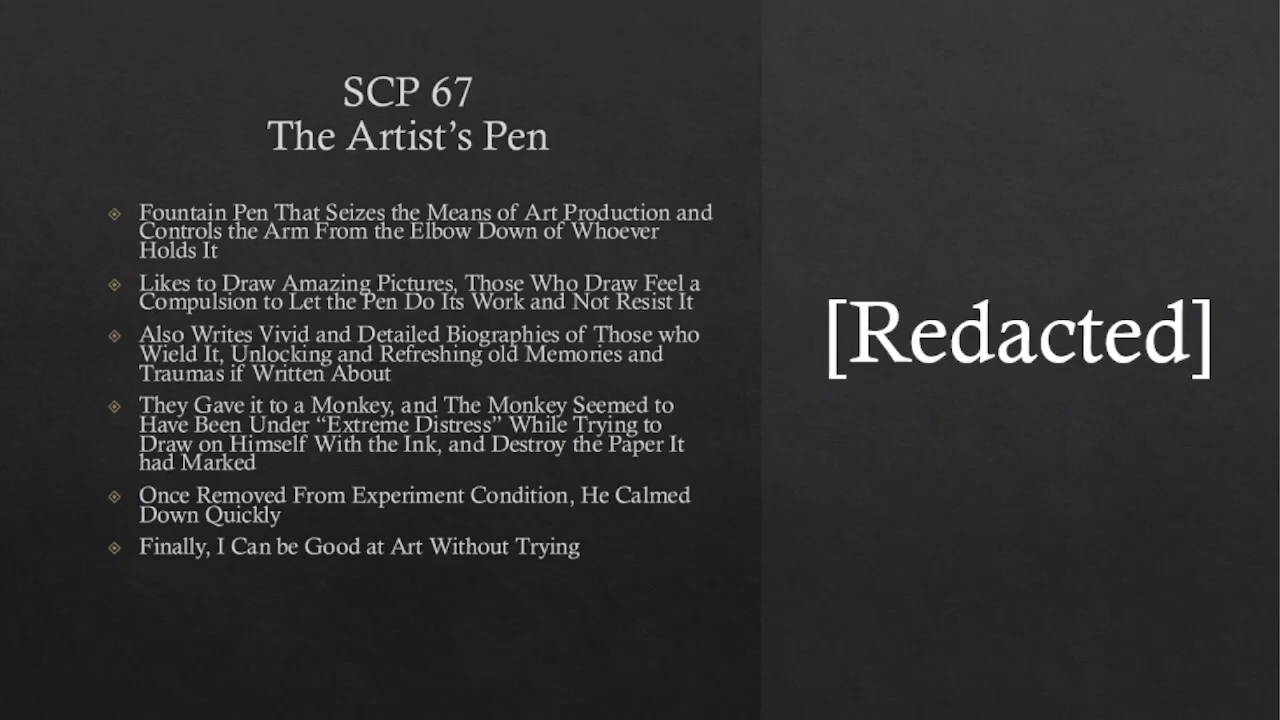 SCP 67
The Artist’s Pen
Fountain Pen That Seizes the Means of Art Production and
Controls the Arm From the Elbow Down of Whoever
Holds It
Likes to Draw Amazing Pictures, Those Who Draw Feel a
Compulsion to Let the Pen Do Its Work and Not Resist It
Also Writes Vivid and Detailed Biographies of Those who
Wield It, Unlocking and Refreshing old Memories and
Traumas if Written About
They Gave it to a Monkey, and The Monkey Seemed to
Have Been Under “Extreme Distress” While Trying to
Draw on Himself With the Ink, and Destroy the Paper It
had Marked
Once Removed From Experiment Condition, He Calmed
Down Quickly
Finally, I Can be Good at Art Without Trying
[Redacted]